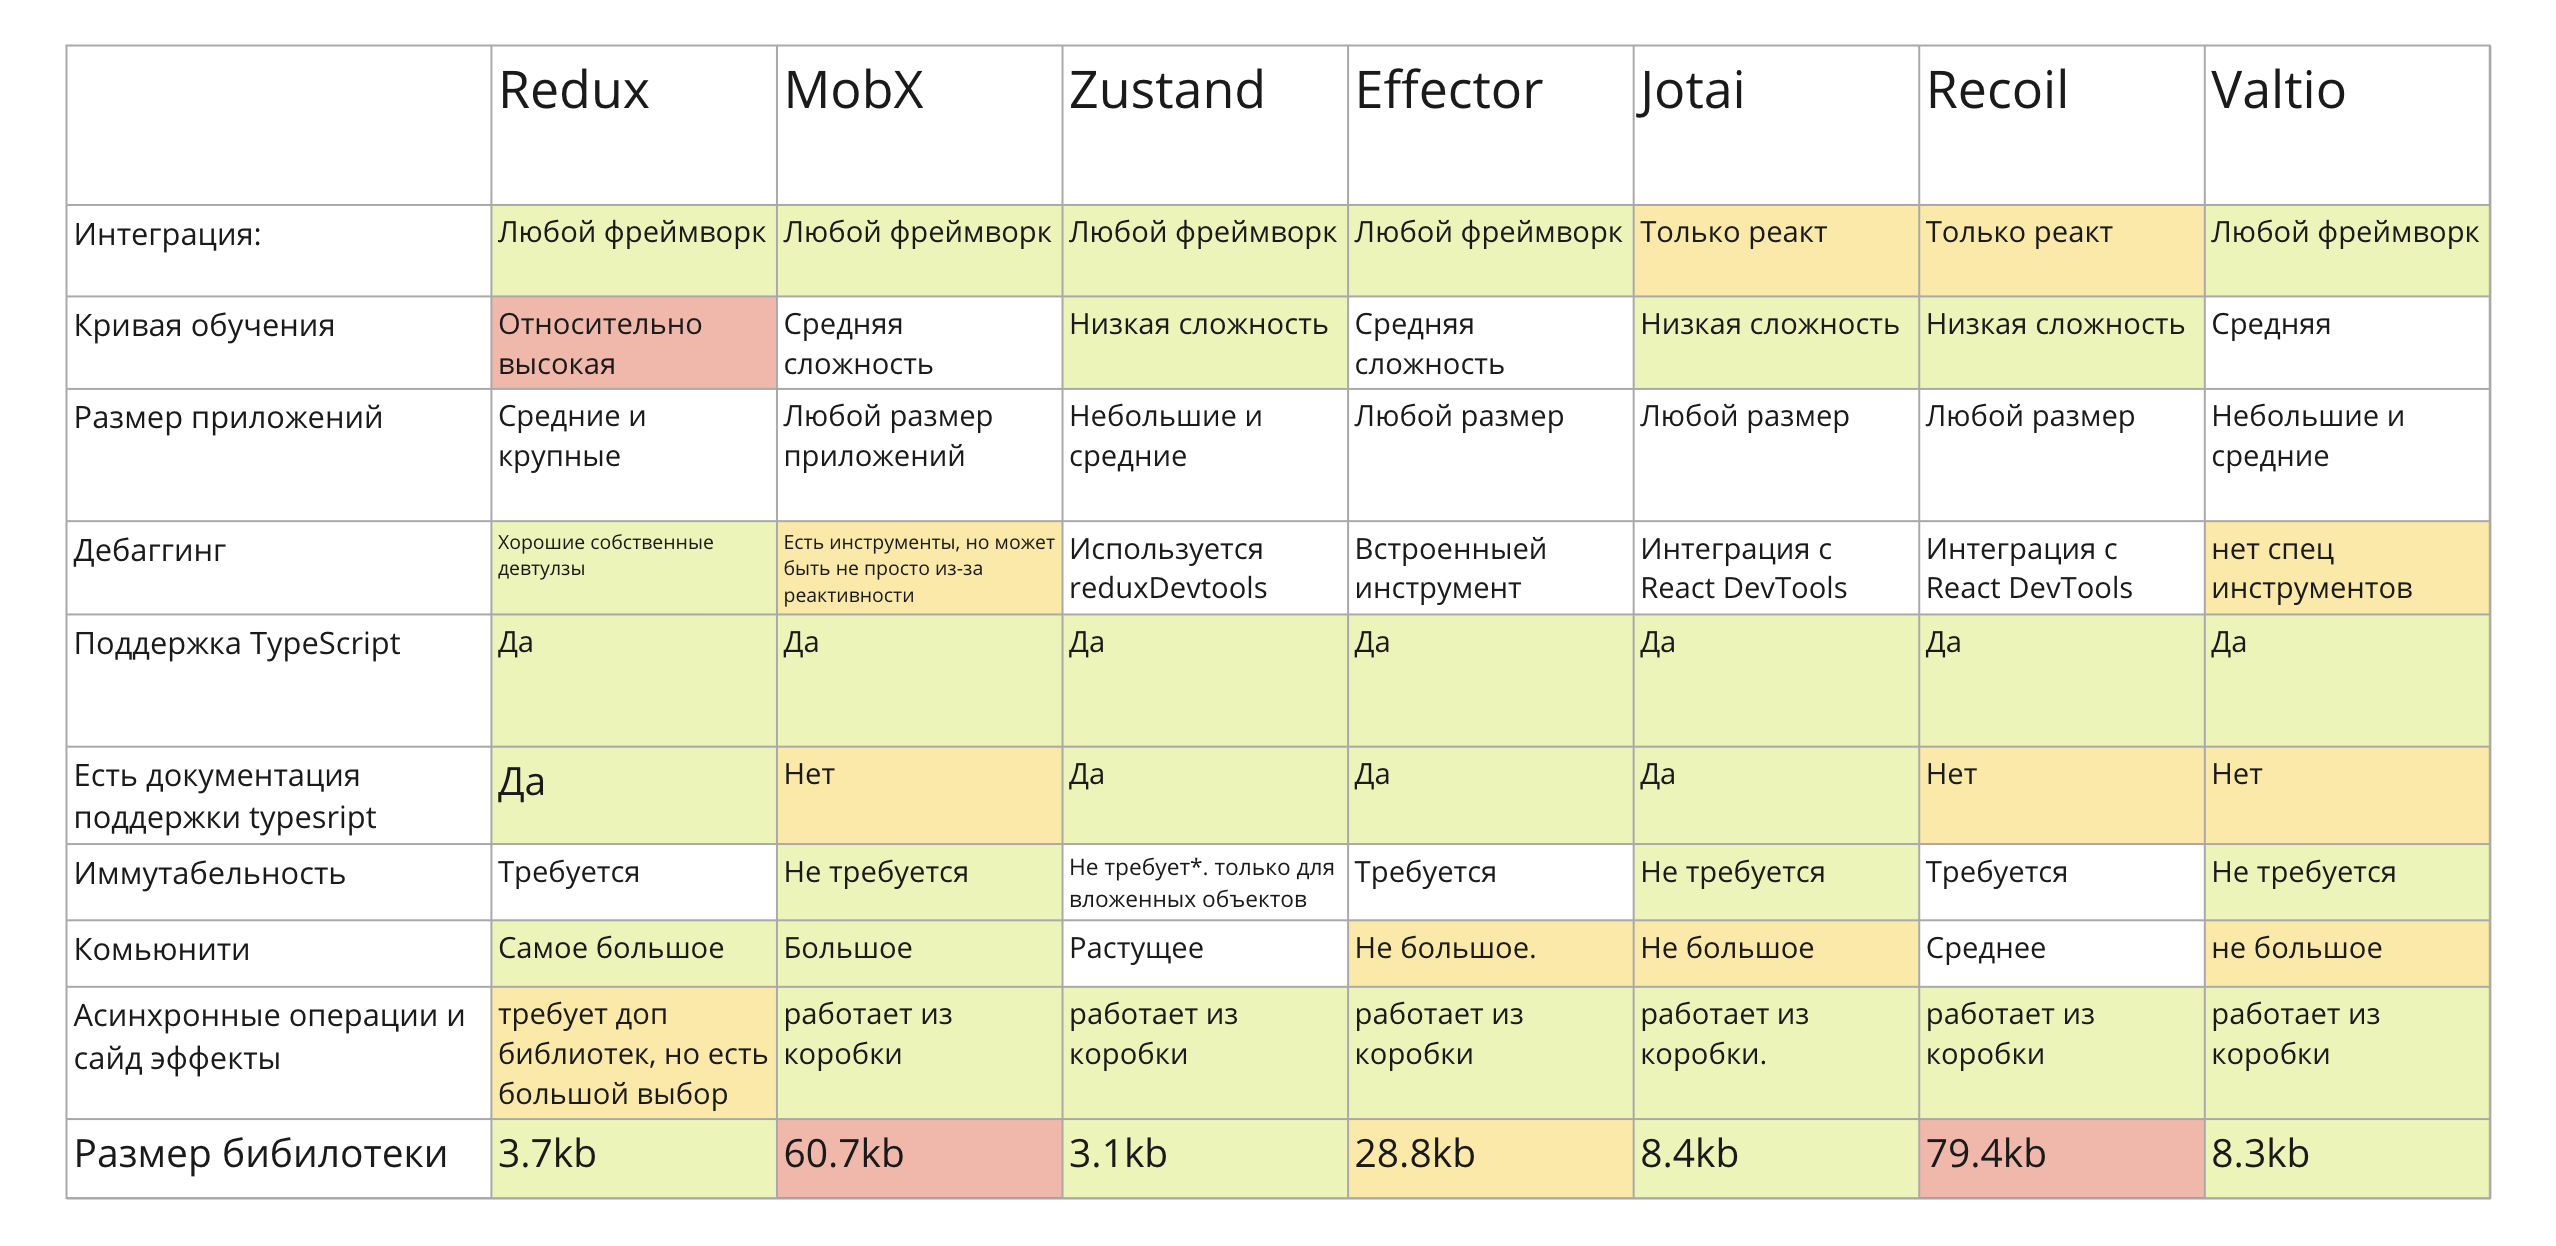 Redux MobX Zustand Effector Jotai Recoil Valtio
Интеграция: Любой фреймворк Любой фреймворк Любой фреймворк Любой фреймворк Только реакт Только реакт Любой фреймворк
Кривая обучения
Относительно
высокая
Средняя
сложность
Низкая сложность
Средняя
сложность
Низкая сложность
Низкая сложность
Средняя
Размер приложений
Средние и
крупные
Любой размер
приложений
Небольшие и
средние
Любой размер
Любой размер
Любой размер
Небольшие и
средние
Дебаггинг
Хорошие собственные
девтулзы
Есть инструменты, но может
быть не просто из-за
реактивности
Используется
reduxDevtools
Встроенныей
инструмент
Интеграция с
React DevTools
Интеграция с
React DevTools
нет спец
инструментов
Поддержка TypeScript Да Да Да Да Да Да Да
Есть документация
поддержки typesript
Да
Нет
Да
Да
Да
Нет
Нет
Иммутабельность
Требуется
Не требуется
Не требует*. только для
вложенных объектов
Требуется
Не требуется
Требуется
Не требуется
Комьюнити Самое большое Большое Растущее Не большое. Не большое Среднее не большое
Асинхронные операции и
сайд эффекты
требует доп
библиотек, но есть
большой выбор
работает из
коробки
работает из
коробки
работает из
коробки
работает из
коробки.
работает из
коробки
работает из
коробки
Размер бибилотеки 3.7kb 60.7kb 3.1kb 28.8kb 8.4kb 79.4kb 8.3kb